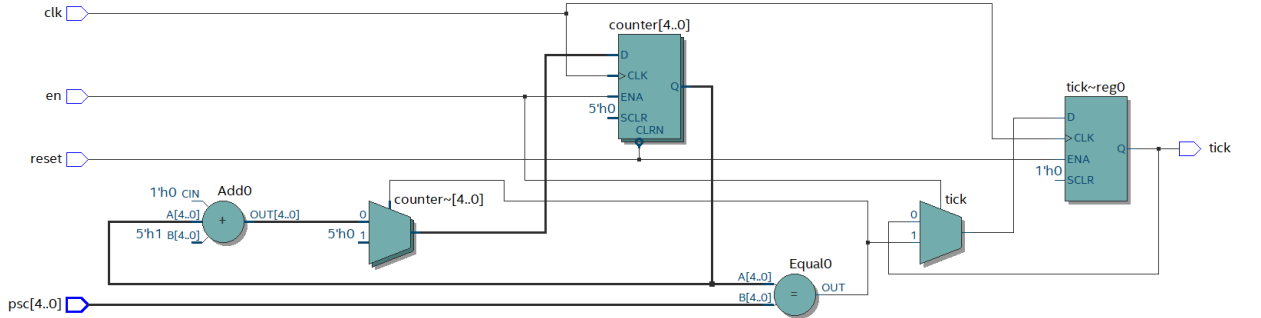 clk
counter[4..0]
D
CLK
Q
en
ENA
5'h0
SCLR
CLRN
tick~reg0
D
CLK
Q
tick
ENA
1'h0
SCLR
reset
1'h0 CIN
Add0
A[4..0]
+
OUT[4..0]
5'h1 B[4..0]
counter~[4..0]
0
5'h0 1
tick
0
1
Equal0
A[4..0]
B[4..0]
=
OUT
psc[4..0]